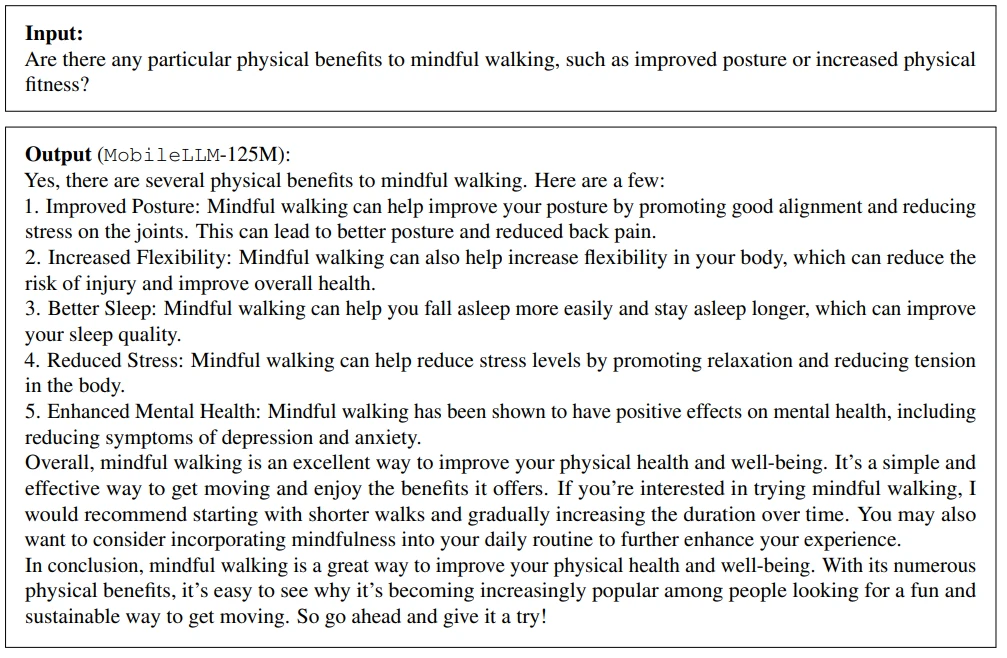 Input:
Are there any particular physical benefits to mindful walking, such as improved posture or increased physical
fitness?
Output (MobileLLM-125M):
Yes, there are several physical benefits to mindful walking. Here are a few:
1. Improved Posture: Mindful walking can help improve your posture by promoting good alignment and reducing
stress on the joints. This can lead to better posture and reduced back pain.
2. Increased Flexibility: Mindful walking can also help increase flexibility in your body, which can reduce the
risk of injury and improve overall health.
3. Better Sleep: Mindful walking can help you fall asleep more easily and stay asleep longer, which can improve
your sleep quality.
4. Reduced Stress: Mindful walking can help reduce stress levels by promoting relaxation and reducing tension
in the body.
5. Enhanced Mental Health: Mindful walking has been shown to have positive effects on mental health, including
reducing symptoms of depression and anxiety.
Overall, mindful walking is an excellent way to improve your physical health and well-being. It's a simple and
effective way to get moving and enjoy the benefits it offers. If you're interested in trying mindful walking, I
would recommend starting with shorter walks and gradually increasing the duration over time. You may also
want to consider incorporating mindfulness into your daily routine to further enhance your experience.
In conclusion, mindful walking is a great way to improve your physical health and well-being. With its numerous
physical benefits, it's easy to see why it's becoming increasingly popular among people looking for a fun and
sustainable way to get moving. So go ahead and give it a try!